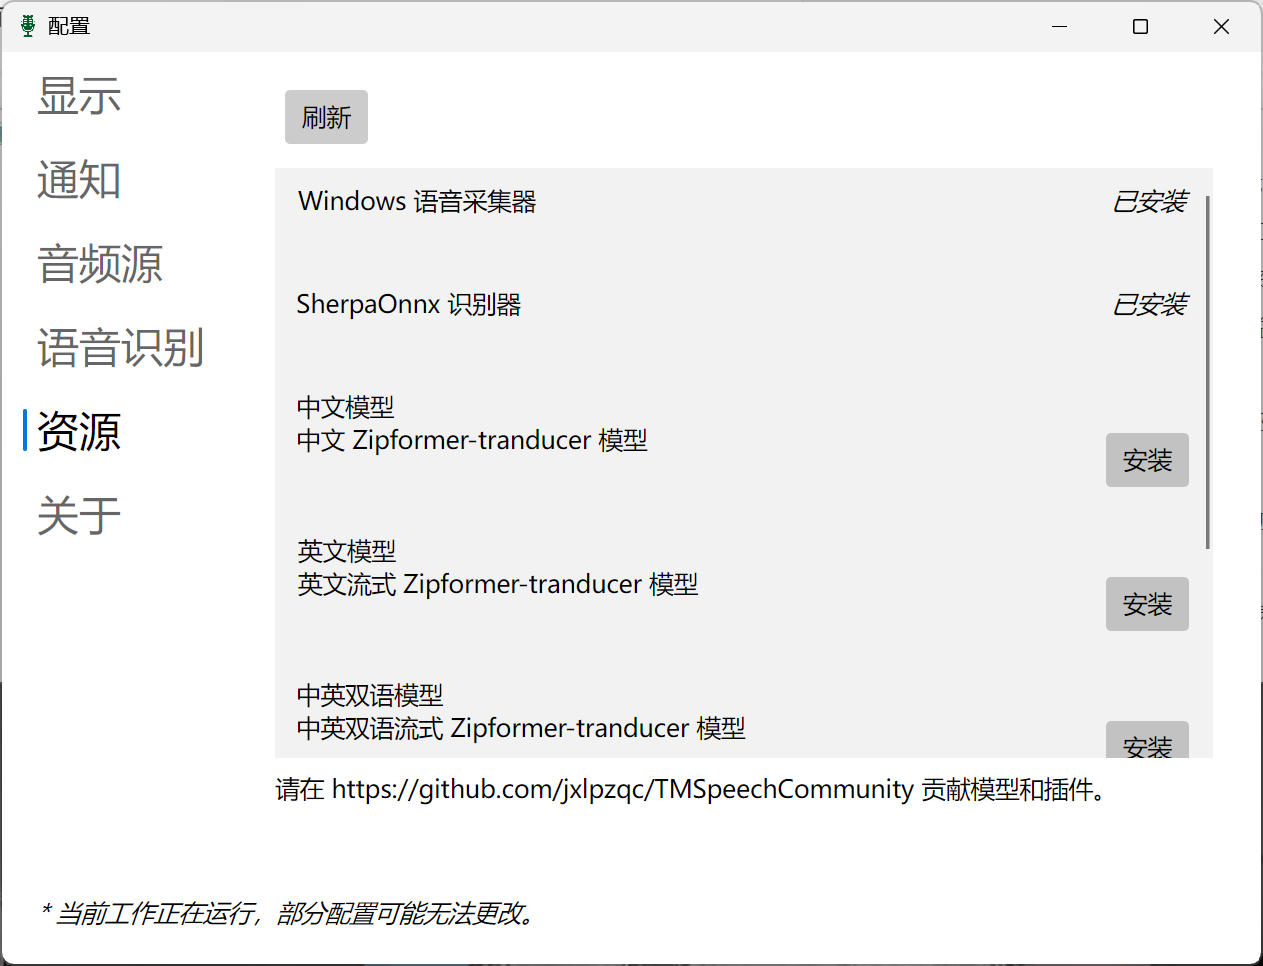 配置
显示
通知
音频源
语音识别
资源
关于
刷新
Windows 语音采集器
已安装
SherpaOnnx 识别器
已安装
中文模型
中文 Zipformer-tranducer 模型
安装
英文模型
英文流式 Zipformer-tranducer 模型
安装
中英双语模型
中英双语流式 Zipformer-tranducer 模型
安装
请在 https://github.com/jxlpzqc/TMSpeechCommunity 贡献模型和插件。
* 当前工作正在运行，部分配置可能无法更改。